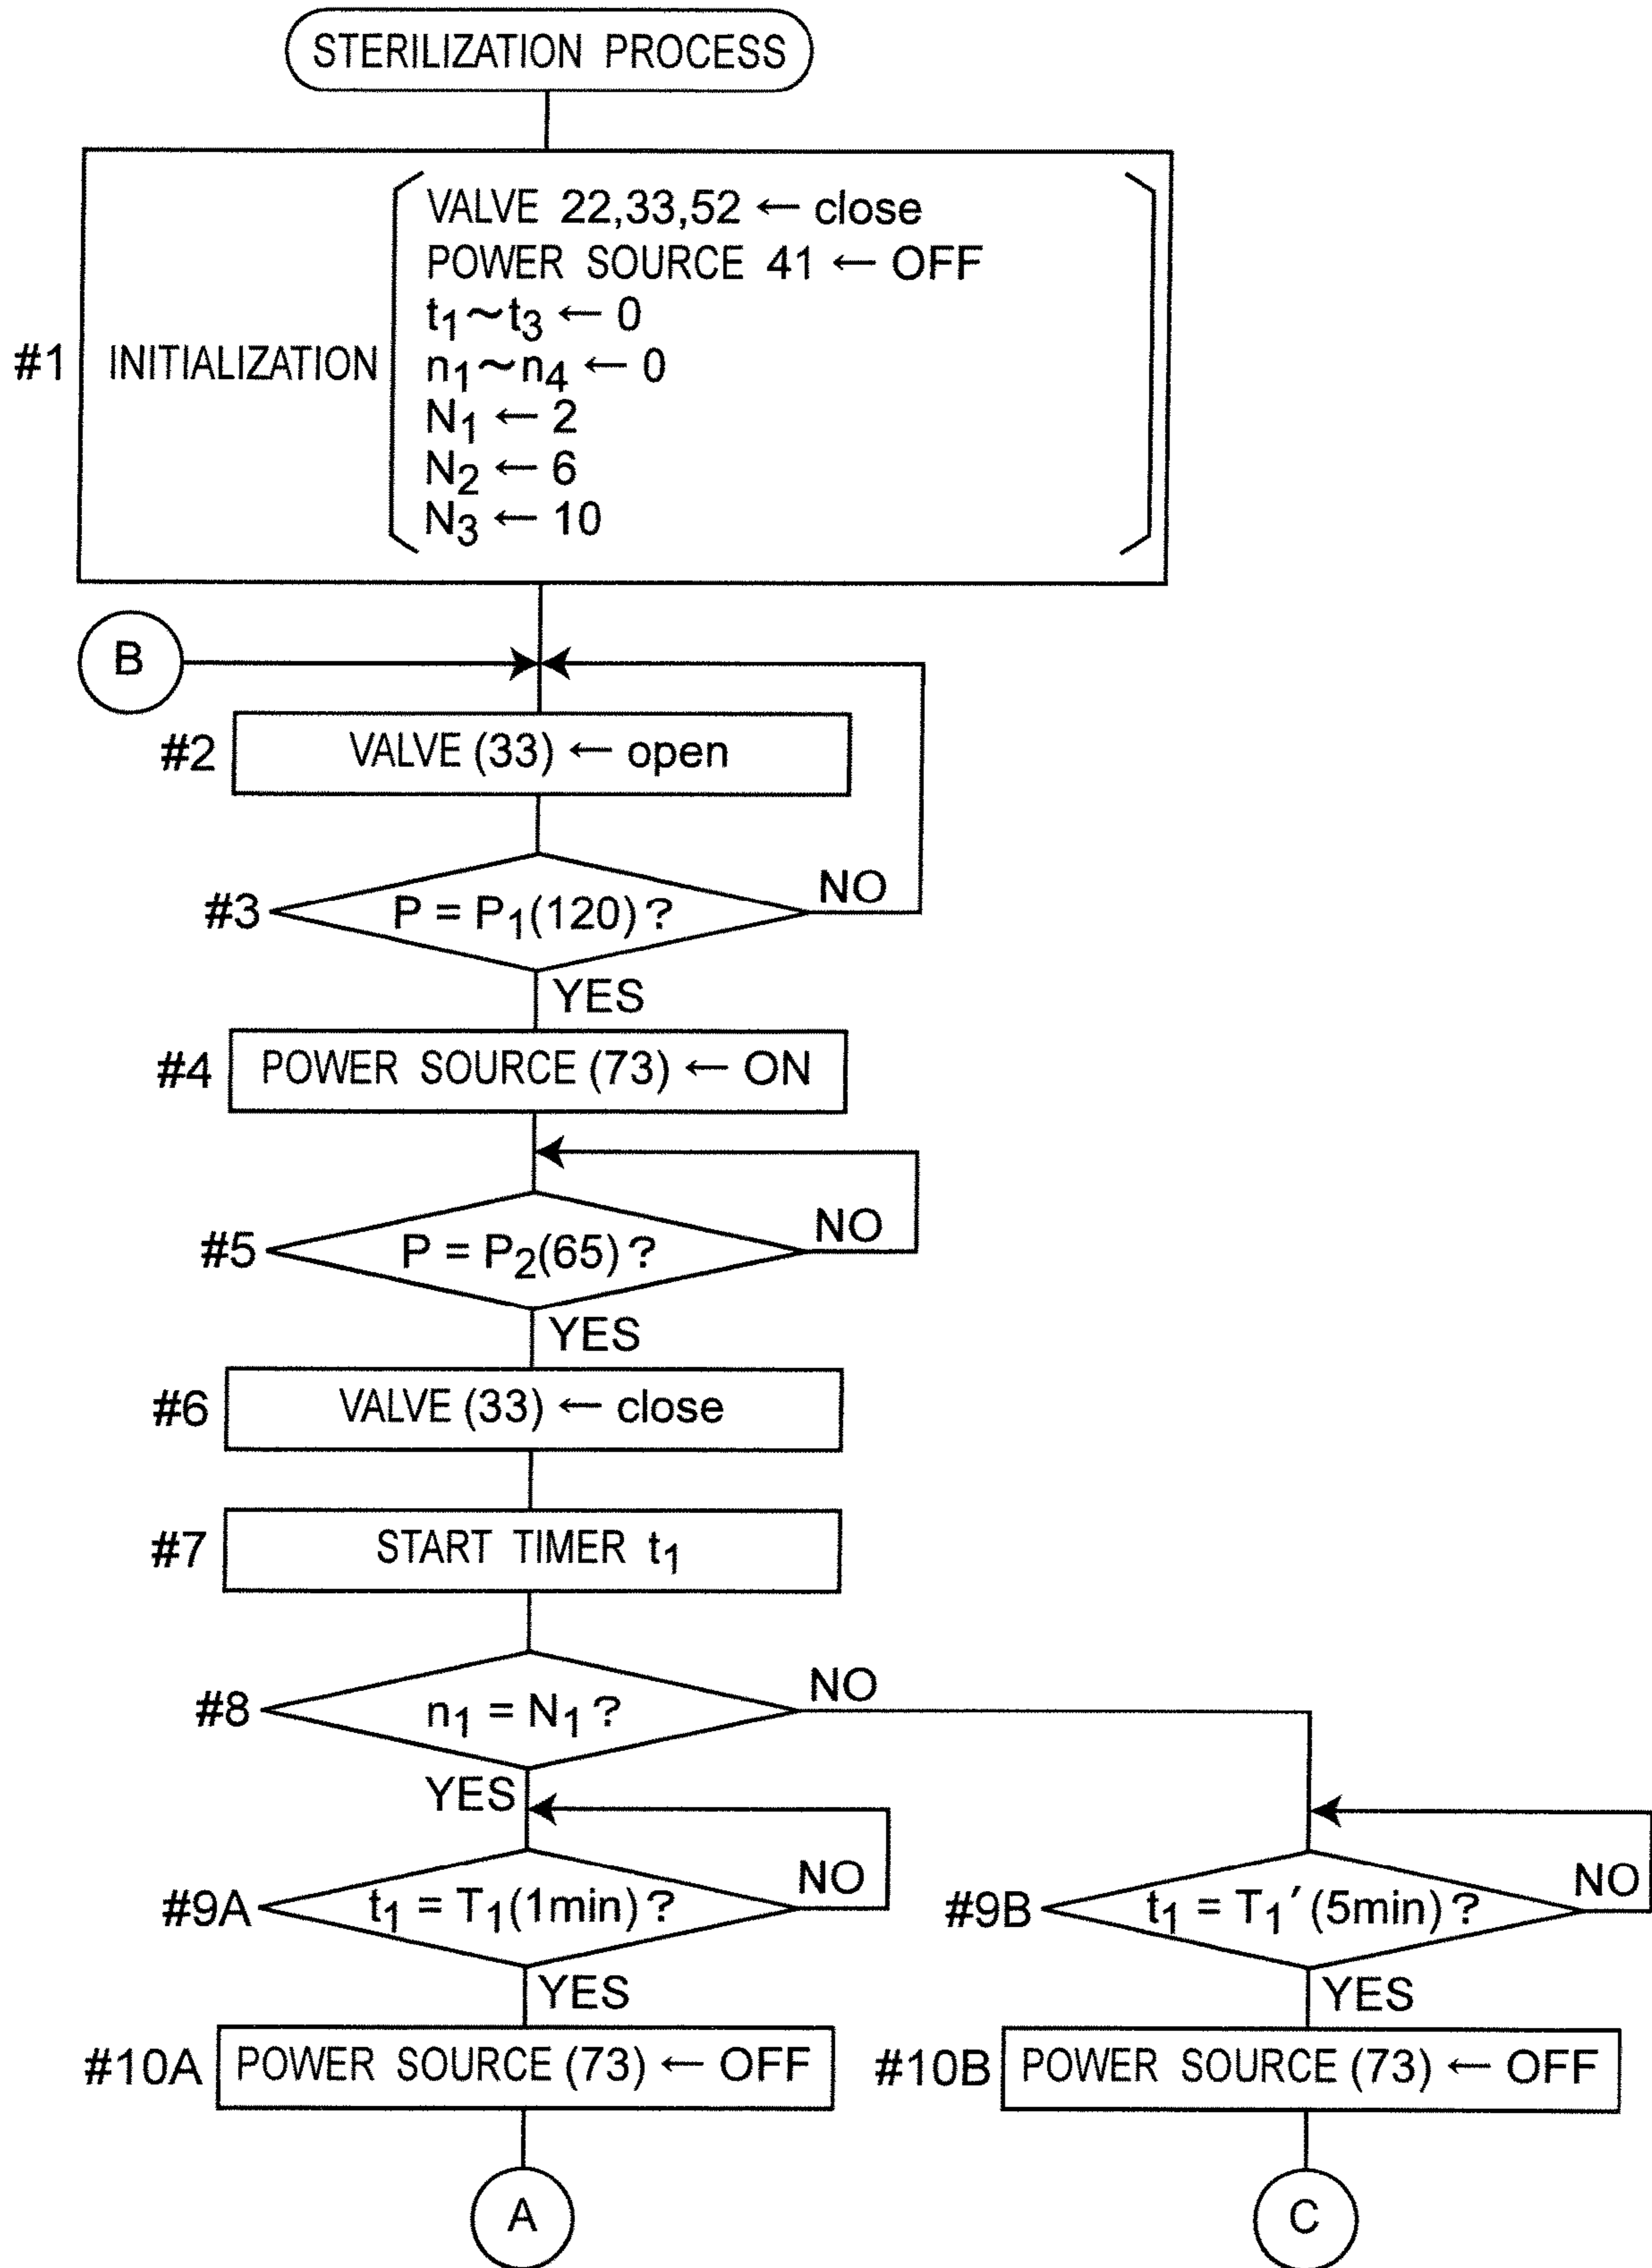 STERILIZATION PROCESS
VALVE 22,33,52 ← close
POWER SOURCE 41 ← OFF
t₁~t₃ ← 0
#1 INITIALIZATION n₁~n₄ ← 0
N₁ ← 2
N₂ ← 6
N₃ ← 10
B
#2 VALVE (33) ← open
#3 P = P₁(120)? NO
YES
#4 POWER SOURCE (73) ← ON
#5 P = P₂(65)? NO
YES
#6 VALVE (33) ← close
#7 START TIMER t₁
#8 n₁ = N₁? NO
YES
#9A t₁ = T₁(1min)? NO
#9B t₁ = T₁′(5min)? NO
YES
YES
#10A POWER SOURCE (73) ← OFF
#10B POWER SOURCE (73) ← OFF
A
C